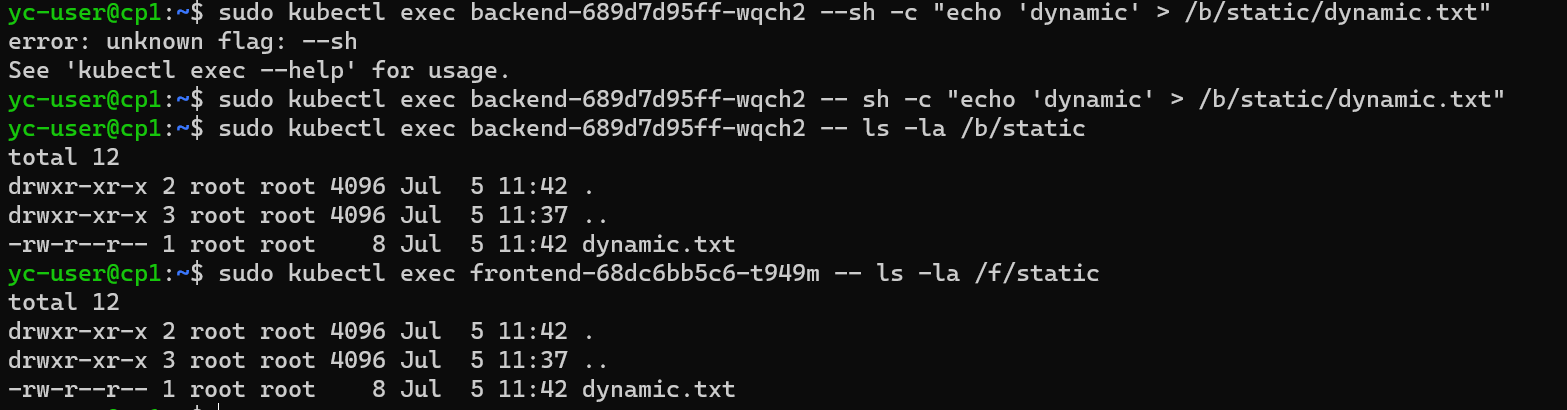 yc-user@cp1:~$ sudo kubectl exec backend-689d7d95ff-wqch2 --sh -c "echo 'dynamic' > /b/static/dynamic.txt"
error: unknown flag: --sh
See 'kubectl exec --help' for usage.
yc-user@cp1:~$ sudo kubectl exec backend-689d7d95ff-wqch2 -- sh -c "echo 'dynamic' > /b/static/dynamic.txt"
yc-user@cp1:~$ sudo kubectl exec backend-689d7d95ff-wqch2 -- ls -la /b/static
total 12
drwxr-xr-x 2 root root 4096 Jul  5 11:42 .
drwxr-xr-x 3 root root 4096 Jul  5 11:37 ..
-rw-r--r-- 1 root root    8 Jul  5 11:42 dynamic.txt
yc-user@cp1:~$ sudo kubectl exec frontend-68dc6bb5c6-t949m -- ls -la /f/static
total 12
drwxr-xr-x 2 root root 4096 Jul  5 11:42 .
drwxr-xr-x 3 root root 4096 Jul  5 11:37 ..
-rw-r--r-- 1 root root    8 Jul  5 11:42 dynamic.txt